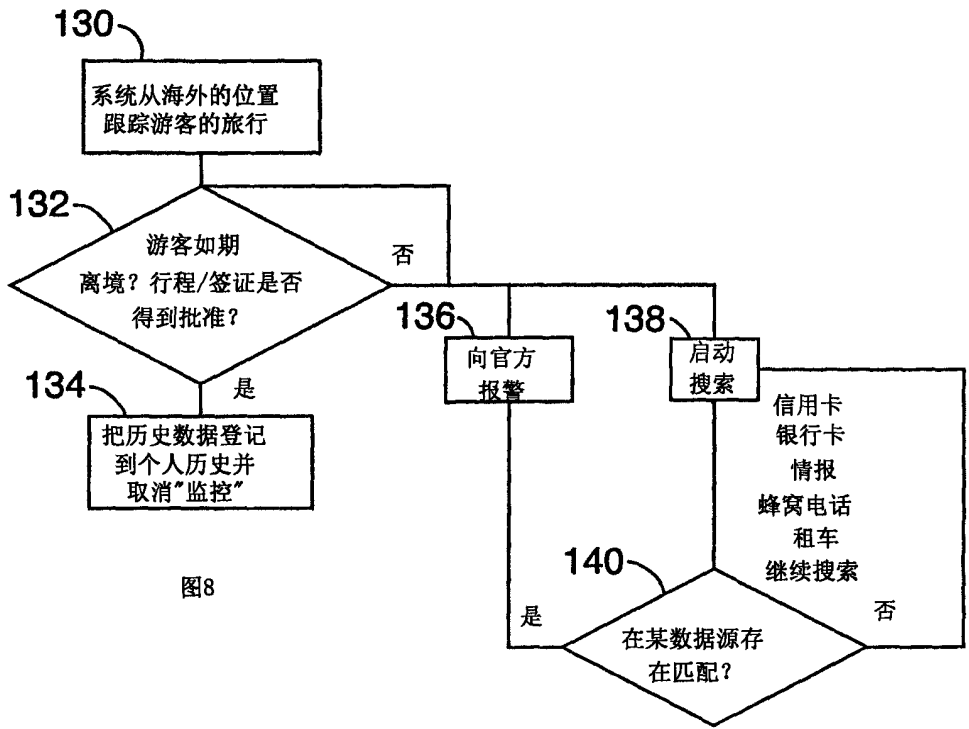 130
系统从海外的位置
跟踪游客的旅行
132
游客如期
离境？行程/签证是否
得到批准？
否
是
134
把历史数据登记
到个人历史并
取消"监控"
136
向官方
报警
138
启动
搜索
信用卡
银行卡
情报
蜂窝电话
租车
继续搜索
140
是
在某数据源存
在匹配？
否
图8